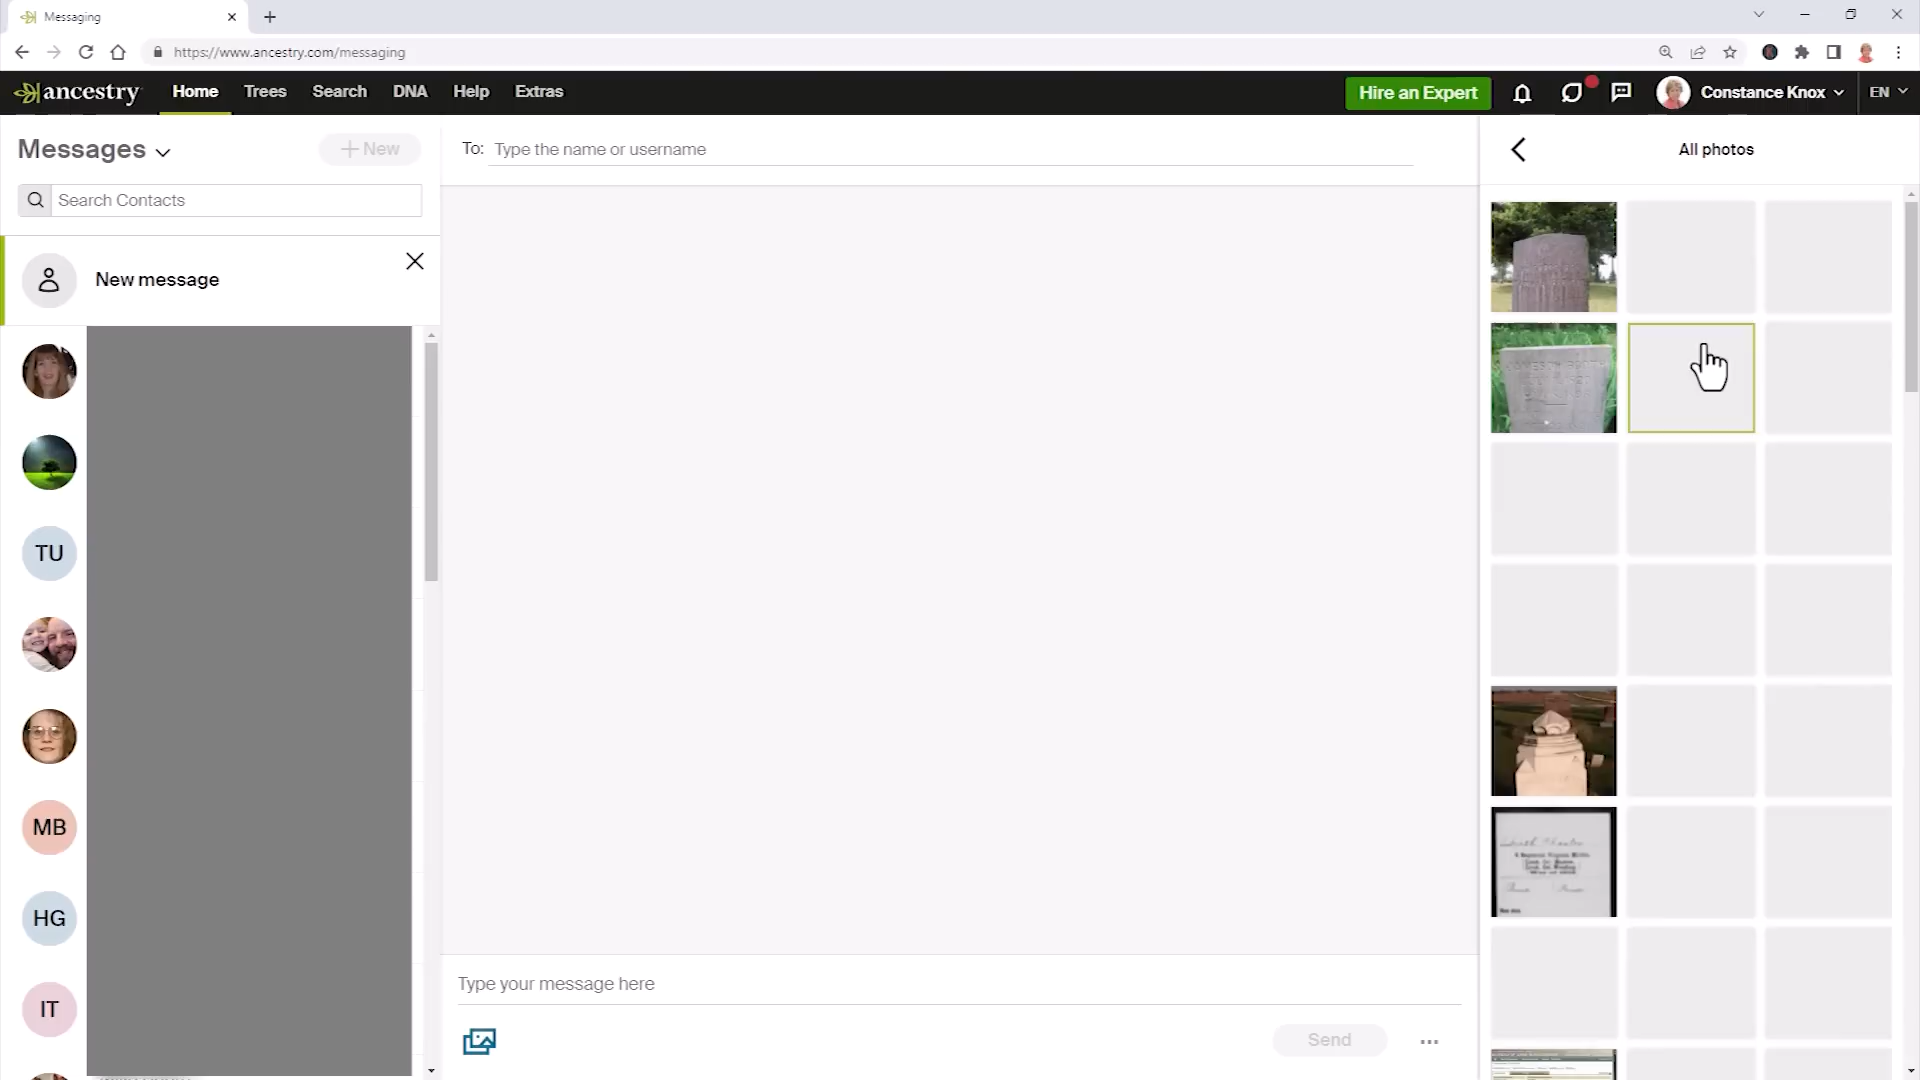 Messaging
https://www.ancestry.com/messaging
ancestry Home Trees Search DNA Help Extras Hire an Expert Constance Knox EN
Messages
New
Search Contacts
New message
TU
MB
HG
IT
To: Type the name or username
Type your message here
Send
All photos